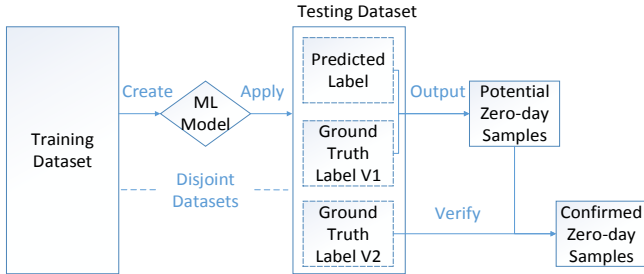 Testing Dataset
Training
Dataset
Create
ML
Model
Apply
Predicted
Label
Ground
Truth
Label V1
Output
Potential
Zero-day
Samples
Disjoint
Datasets
Ground
Truth
Label V2
Verify
Confirmed
Zero-day
Samples